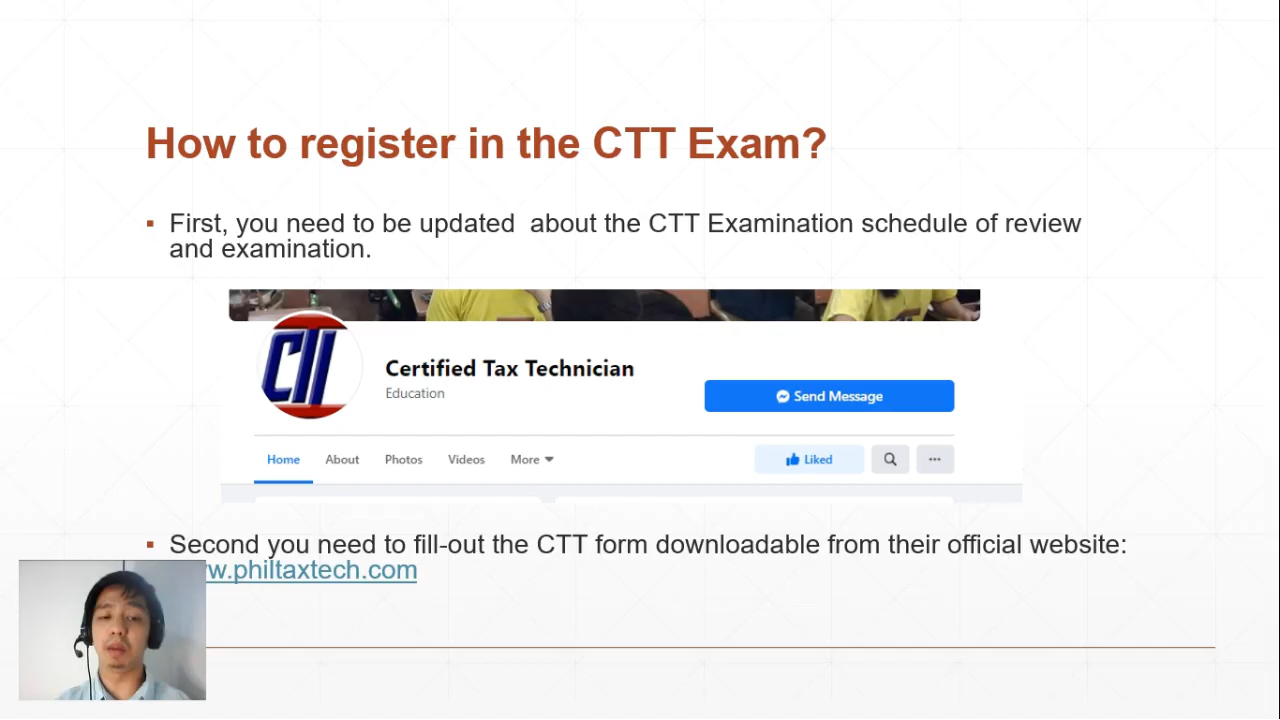 How to register in the CTT Exam?
▪ First, you need to be updated  about the CTT Examination schedule of review
and examination.
CTT
Certified Tax Technician
Education
Send Message
Home About Photos Videos More
Liked
▪ Second you need to fill-out the CTT form downloadable from their official website:
w.philtaxtech.com